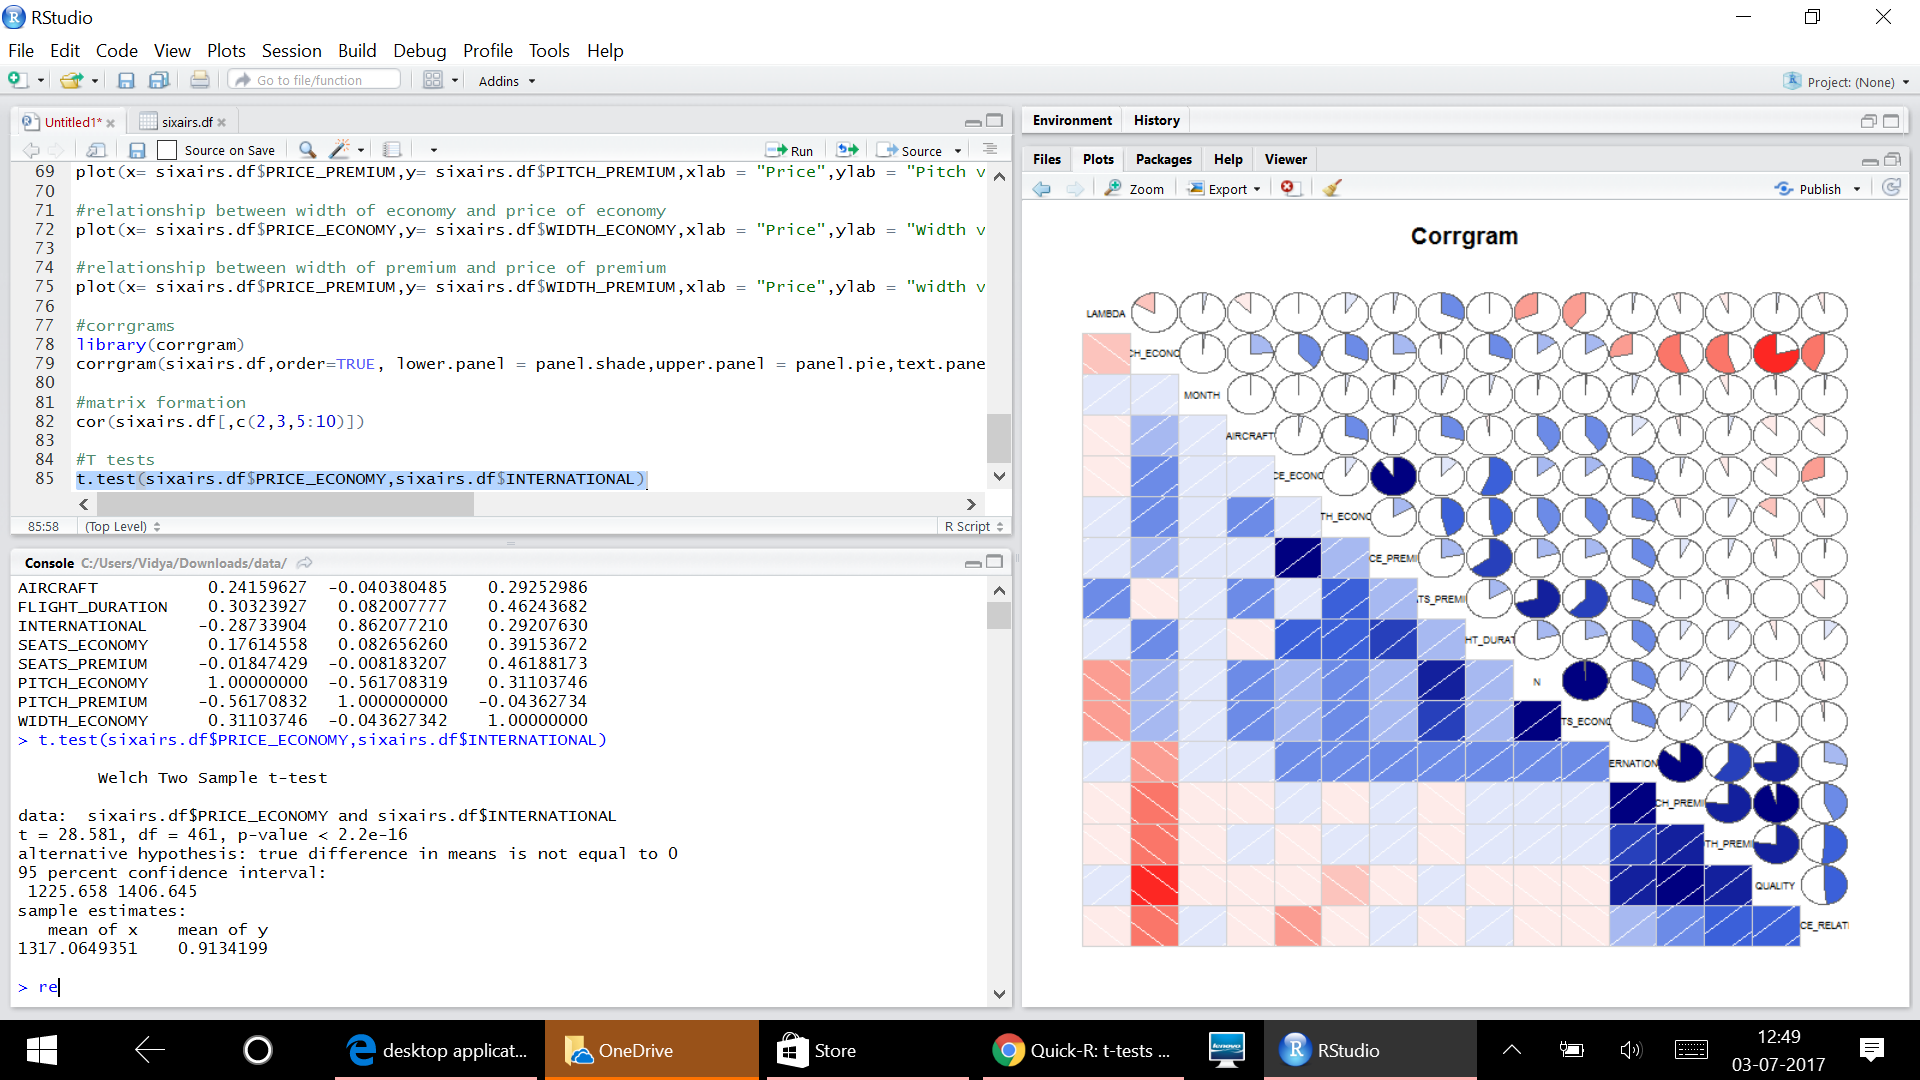 RStudio
File Edit Code View Plots Session Build Debug Profile Tools Help
Go to file/function Addins Project: (None)
Untitled1* sixairs.df
Source on Save Run Source
69 plot(x= sixairs.df$PRICE_PREMIUM,y= sixairs.df$PITCH_PREMIUM,xlab = "Price",ylab = "Pitch v
70
71 #relationship between width of economy and price of economy
72 plot(x= sixairs.df$PRICE_ECONOMY,y= sixairs.df$WIDTH_ECONOMY,xlab = "Price",ylab = "Width v
73
74 #relationship between width of premium and price of premium
75 plot(x= sixairs.df$PRICE_PREMIUM,y= sixairs.df$WIDTH_PREMIUM,xlab = "Price",ylab = "width v
76
77 #corrgrams
78 library(corrgram)
79 corrgram(sixairs.df,order=TRUE, lower.panel = panel.shade,upper.panel = panel.pie,text.pane
80
81 #matrix formation
82 cor(sixairs.df[,c(2,3,5:10)])
83
84 #T tests
85 t.test(sixairs.df$PRICE_ECONOMY,sixairs.df$INTERNATIONAL)
85:58 (Top Level) R Script
Console C:/Users/Vidya/Downloads/data/
AIRCRAFT 0.24159627 -0.040380485 0.29252986
FLIGHT_DURATION 0.30323927 0.082007777 0.46243682
INTERNATIONAL -0.28733904 0.862077210 0.29207630
SEATS_ECONOMY 0.17614558 0.082656260 0.39153672
SEATS_PREMIUM -0.01847429 -0.008183207 0.46188173
PITCH_ECONOMY 1.00000000 -0.561708319 0.31103746
PITCH_PREMIUM -0.56170832 1.000000000 -0.04362734
WIDTH_ECONOMY 0.31103746 -0.043627342 1.00000000
> t.test(sixairs.df$PRICE_ECONOMY,sixairs.df$INTERNATIONAL)
Welch Two Sample t-test
data: sixairs.df$PRICE_ECONOMY and sixairs.df$INTERNATIONAL
t = 28.581, df = 461, p-value < 2.2e-16
alternative hypothesis: true difference in means is not equal to 0
95 percent confidence interval:
1225.658 1406.645
sample estimates:
mean of x mean of y
1317.0649351 0.9134199
> re
Environment History
Files Plots Packages Help Viewer
Zoom Export Publish
Corrgram
LAMBDA
CH_ECONO
MONTH
AIRCRAFT
CE_ECONO
TH_ECONO
CE_PREMI
TS_PREMI
HT_DURAT
N
TS_ECONO
ERNATION
CH_PREMI
TH_PREMI
QUALITY
CE_RELATI
desktop applicat... OneDrive Store Quick-R: t-tests ... lenovo RStudio
12:49
03-07-2017